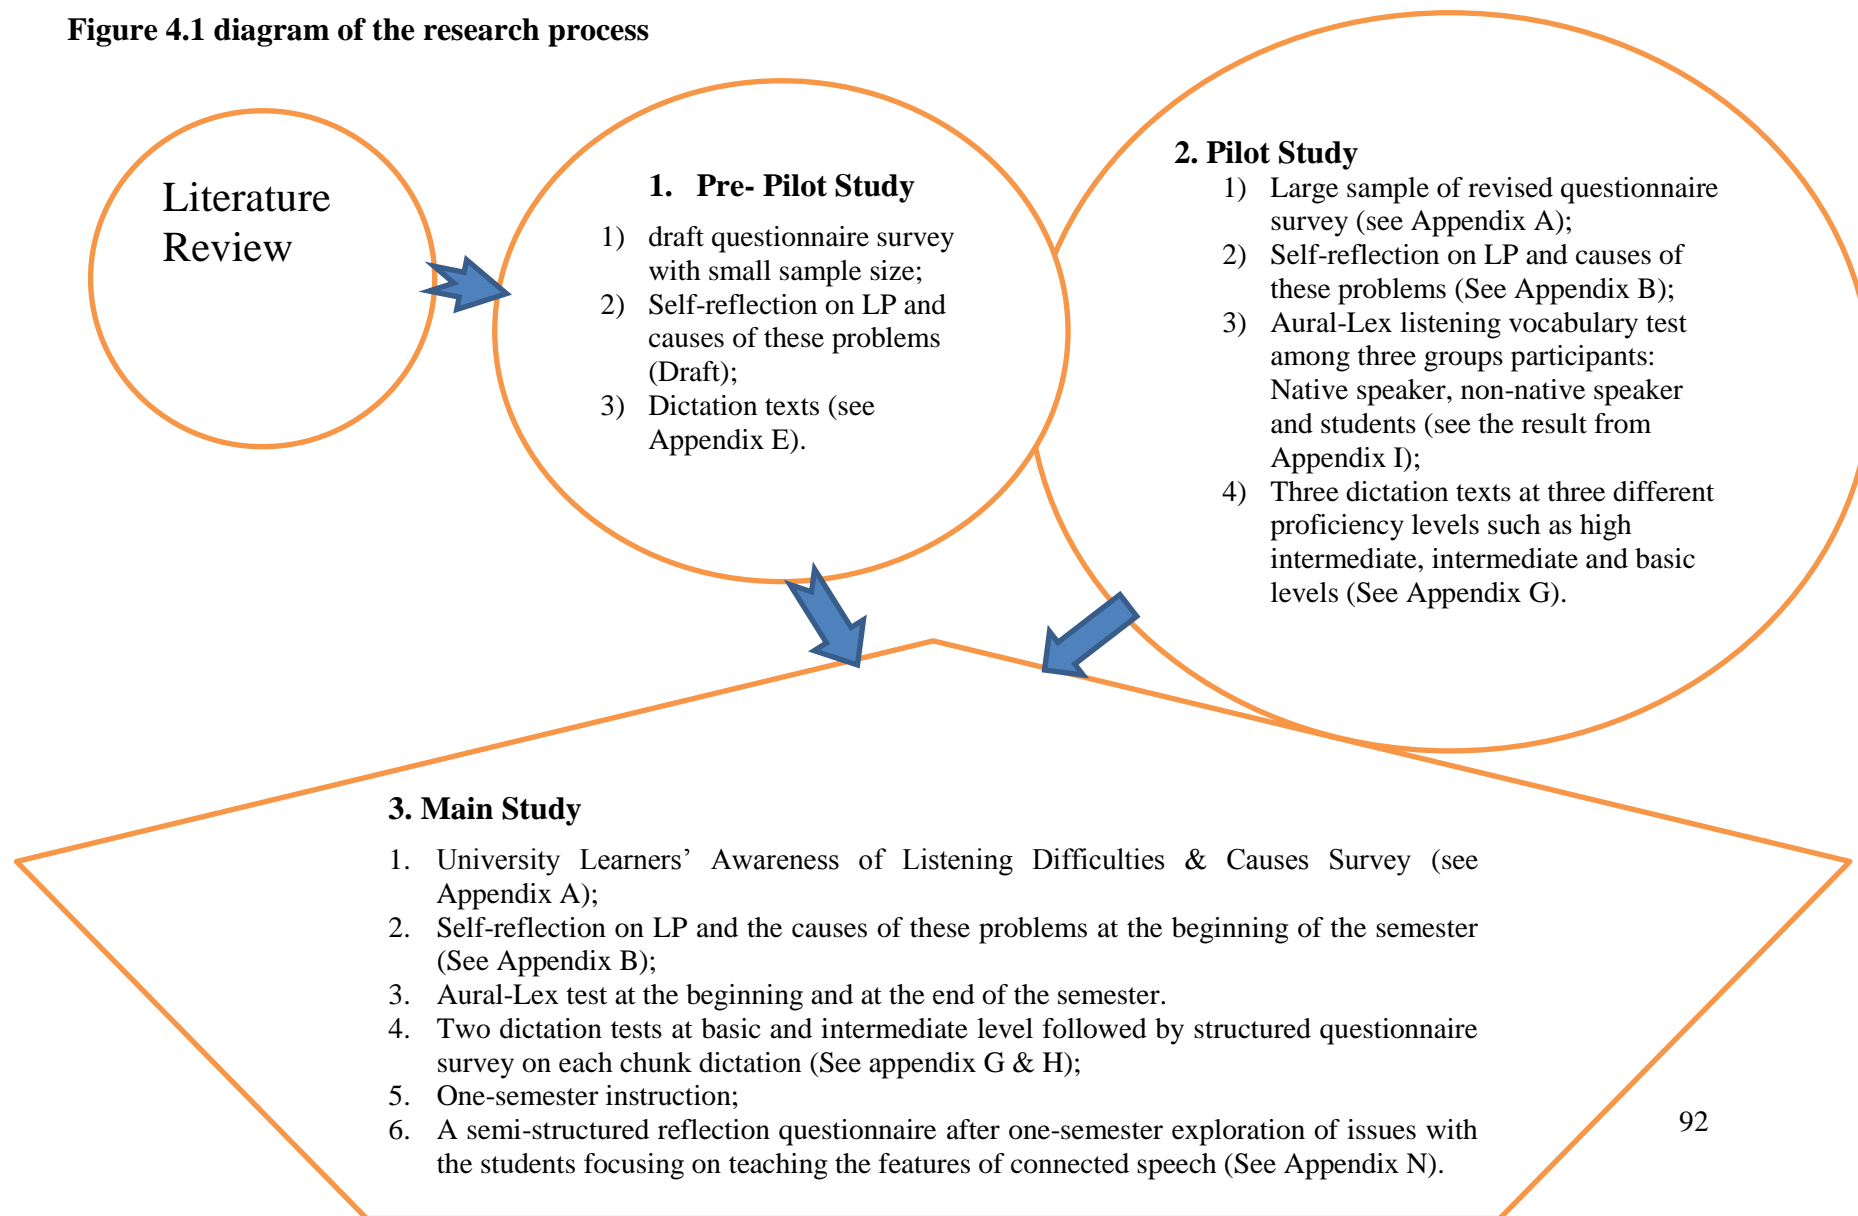 Figure 4.1 diagram of the research process
Literature
Review
1. Pre- Pilot Study
1) draft questionnaire survey
with small sample size;
2) Self-reflection on LP and
causes of these problems
(Draft);
3) Dictation texts (see
Appendix E).
2. Pilot Study
1) Large sample of revised questionnaire
survey (see Appendix A);
2) Self-reflection on LP and causes of
these problems (See Appendix B);
3) Aural-Lex listening vocabulary test
among three groups participants:
Native speaker, non-native speaker
and students (see the result from
Appendix I);
4) Three dictation texts at three different
proficiency levels such as high
intermediate, intermediate and basic
levels (See Appendix G).
3. Main Study
1. University Learners’ Awareness of Listening Difficulties & Causes Survey (see
Appendix A);
2. Self-reflection on LP and the causes of these problems at the beginning of the semester
(See Appendix B);
3. Aural-Lex test at the beginning and at the end of the semester.
4. Two dictation tests at basic and intermediate level followed by structured questionnaire
survey on each chunk dictation (See appendix G & H);
5. One-semester instruction;
6. A semi-structured reflection questionnaire after one-semester exploration of issues with
the students focusing on teaching the features of connected speech (See Appendix N).
92